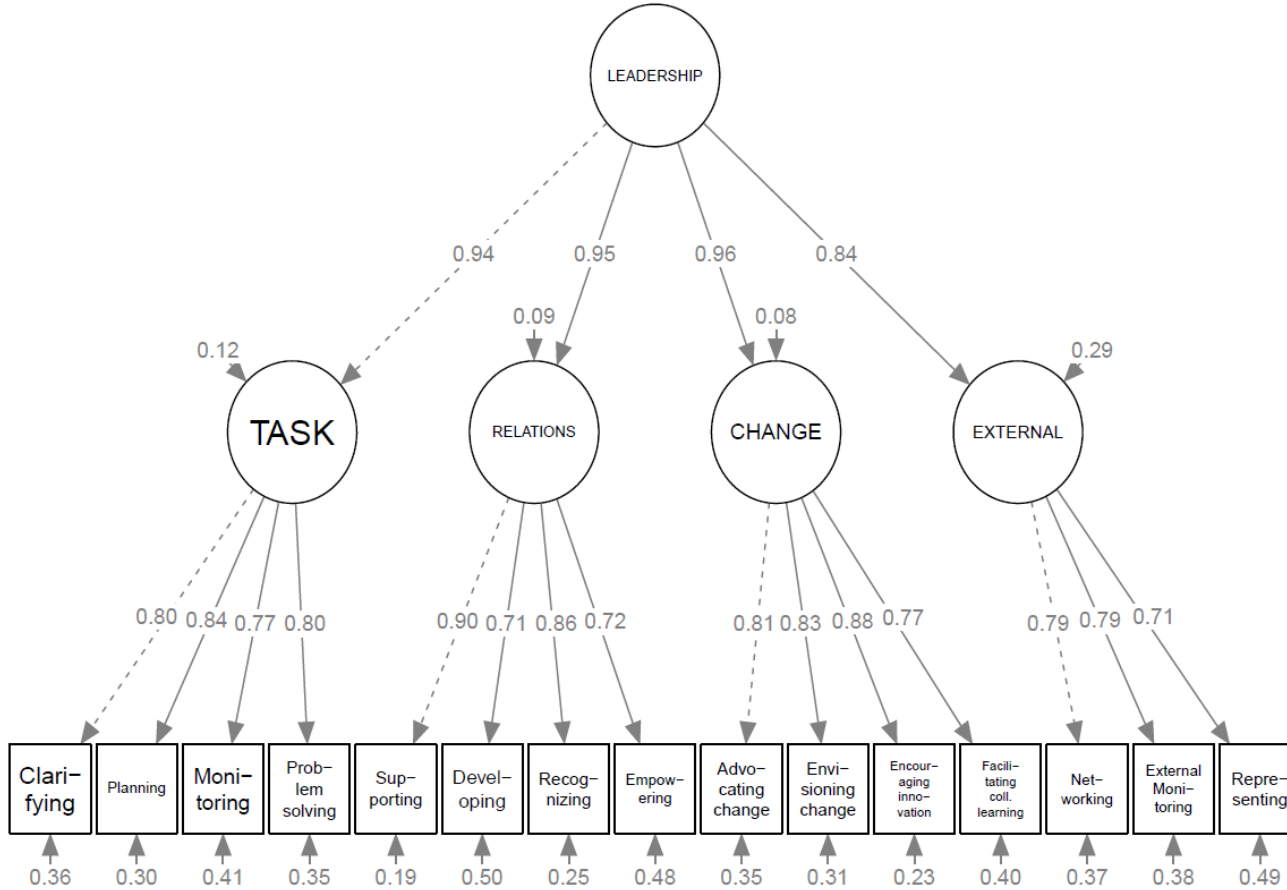 LEADERSHIP
0.94
0.95
0.96
0.84
0.12
0.09
0.08
0.29
TASK
RELATIONS
CHANGE
EXTERNAL
0.80
0.84
0.77
0.80
0.90
0.71
0.86
0.72
0.81
0.83
0.88
0.77
0.79
0.79
0.71
Clari−
fying
Planning
Moni−
toring
Prob−
lem
solving
Sup−
porting
Devel−
oping
Recog−
nizing
Empow−
ering
Advo−
cating
change
Envi−
sioning
change
Encour−
aging
inno−
vation
Facili−
tating
coll.
learning
Net−
working
External
Moni−
toring
Repre−
senting
0.36
0.30
0.41
0.35
0.19
0.50
0.25
0.48
0.35
0.31
0.23
0.40
0.37
0.38
0.49